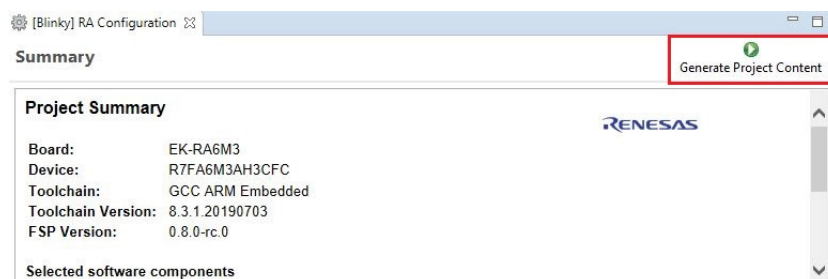 [Blinky] RA Configuration
Summary
Generate Project Content
Project Summary
RENESAS
Board: EK-RA6M3
Device: R7FA6M3AH3CFC
Toolchain: GCC ARM Embedded
Toolchain Version: 8.3.1.20190703
FSP Version: 0.8.0-rc.0
Selected software components